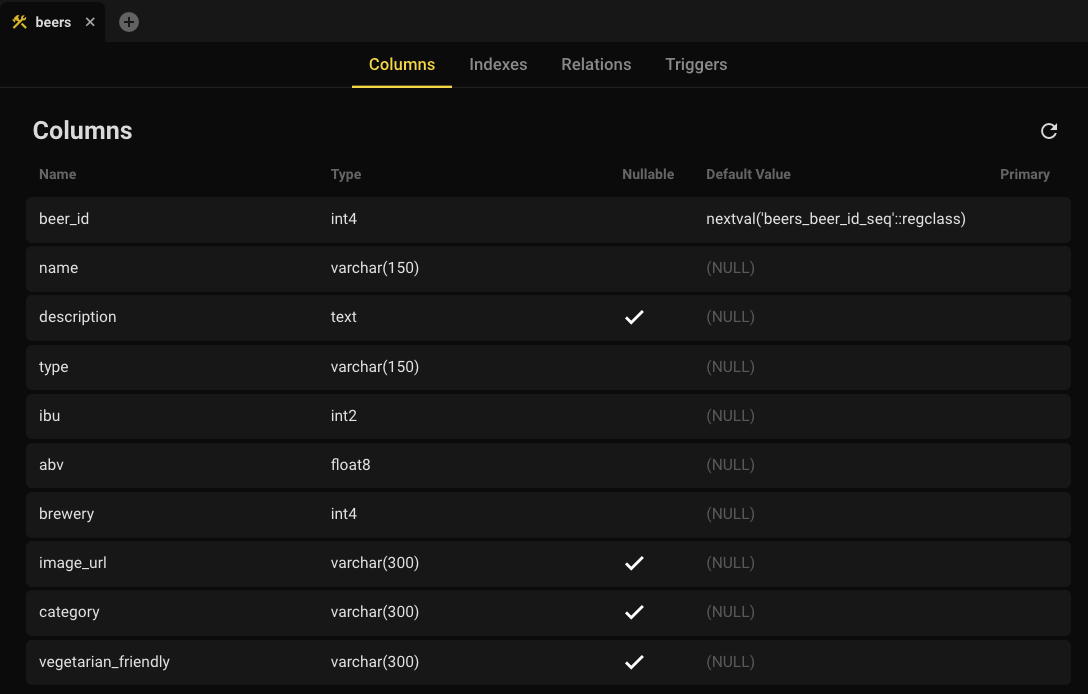 beers
Columns Indexes Relations Triggers
Columns
Name Type Nullable Default Value Primary
beer_id int4 nextval('beers_beer_id_seq'::regclass)
name varchar(150) (NULL)
description text (NULL)
type varchar(150) (NULL)
ibu int2 (NULL)
abv float8 (NULL)
brewery int4 (NULL)
image_url varchar(300) (NULL)
category varchar(300) (NULL)
vegetarian_friendly varchar(300) (NULL)